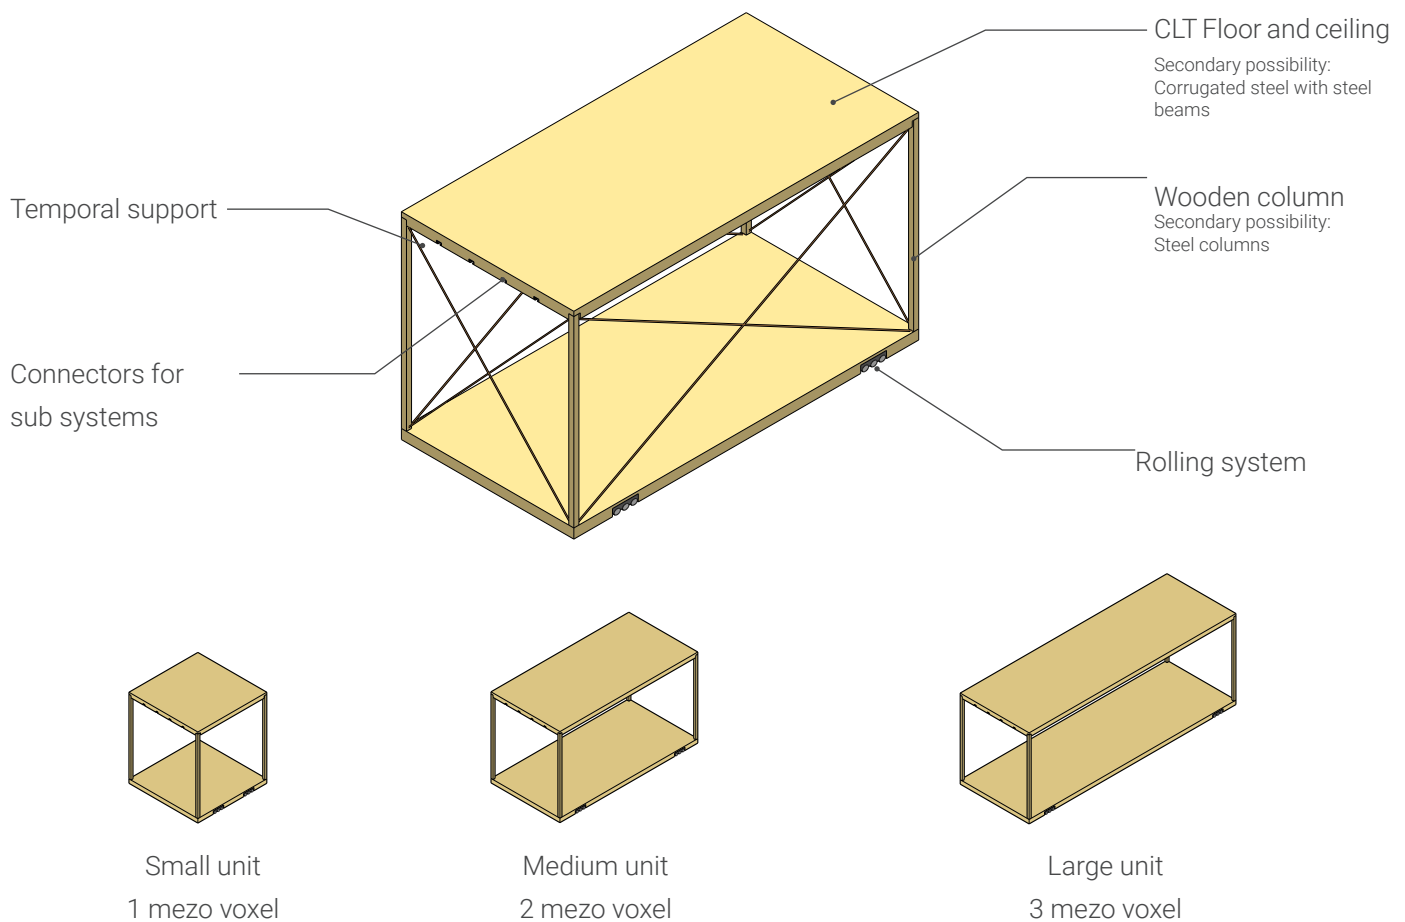 CLT Floor and ceiling
Secondary possibility:
Corrugated steel with steel
beams
Temporal support
Wooden column
Secondary possibility:
Steel columns
Connectors for
sub systems
Rolling system
Small unit
1 mezo voxel
Medium unit
2 mezo voxel
Large unit
3 mezo voxel